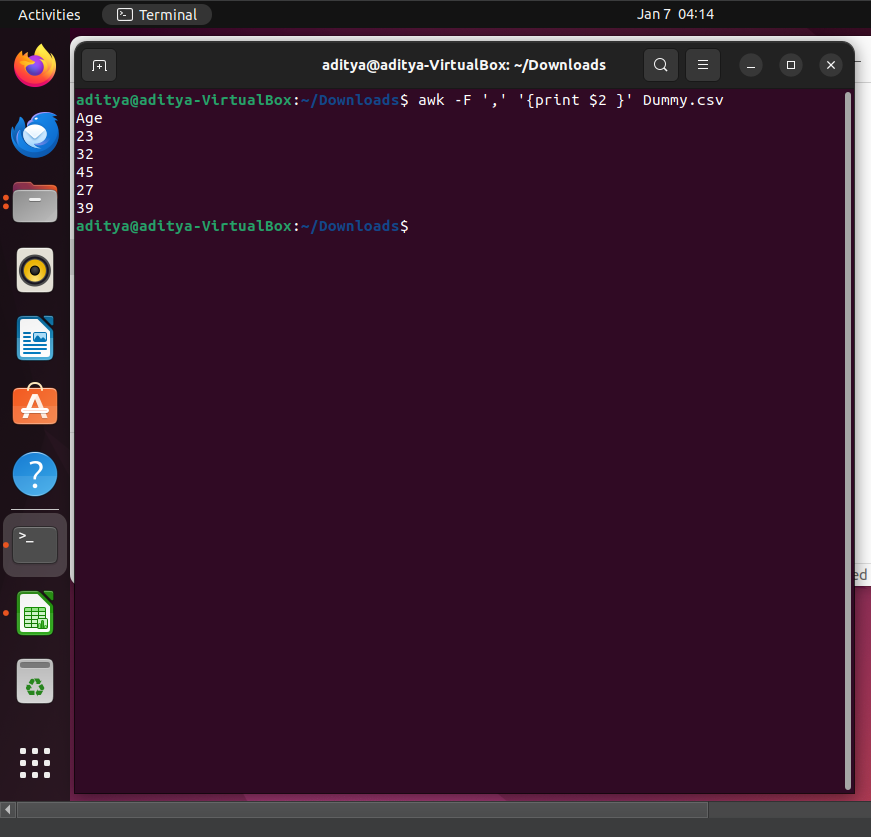 Activities
Terminal
Jan 7 04:14
aditya@aditya-VirtualBox: ~/Downloads
aditya@aditya-VirtualBox:~/Downloads$ awk -F ',' '{print $2 }' Dummy.csv
Age
23
32
45
27
39
aditya@aditya-VirtualBox:~/Downloads$
ed